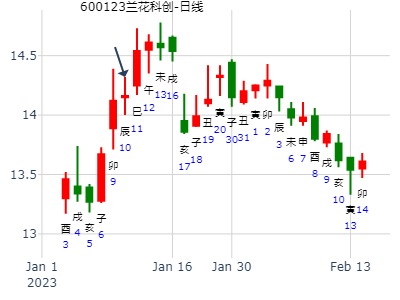 600123兰花科创-日线
14.5
14
13.5
13
酉
3
戌
4
亥
5
子
6
卯
9
辰
10
巳
11
午
12
未
13
戌
16
亥
17
子
18
丑
19
寅
20
子
30
丑
31
寅
1
卯
2
辰
3
未
6
申
7
酉
8
戌
9
亥
10
寅
13
卯
14
Jan 1
2023
Jan 16
Jan 30
Feb 13